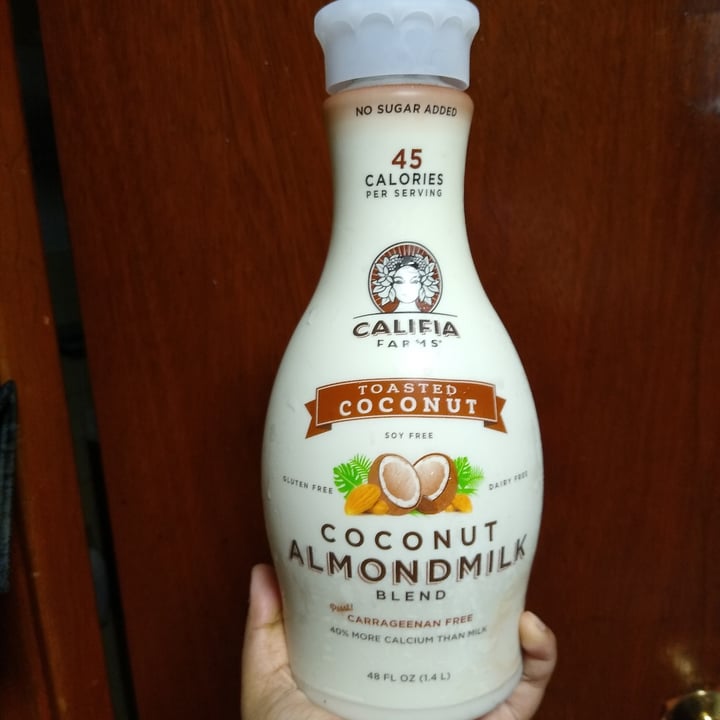 NO SUGAR ADDED
45
CALORIES
PER SERVING
CALIFIA
FARMS®
TOASTED
COCONUT
SOY FREE
GLUTEN FREE
DAIRY FREE
COCONUT
ALMONDMILK
BLEND
Psst!
CARRAGEENAN FREE
40% MORE CALCIUM THAN MILK
48 FL OZ (1.4 L)